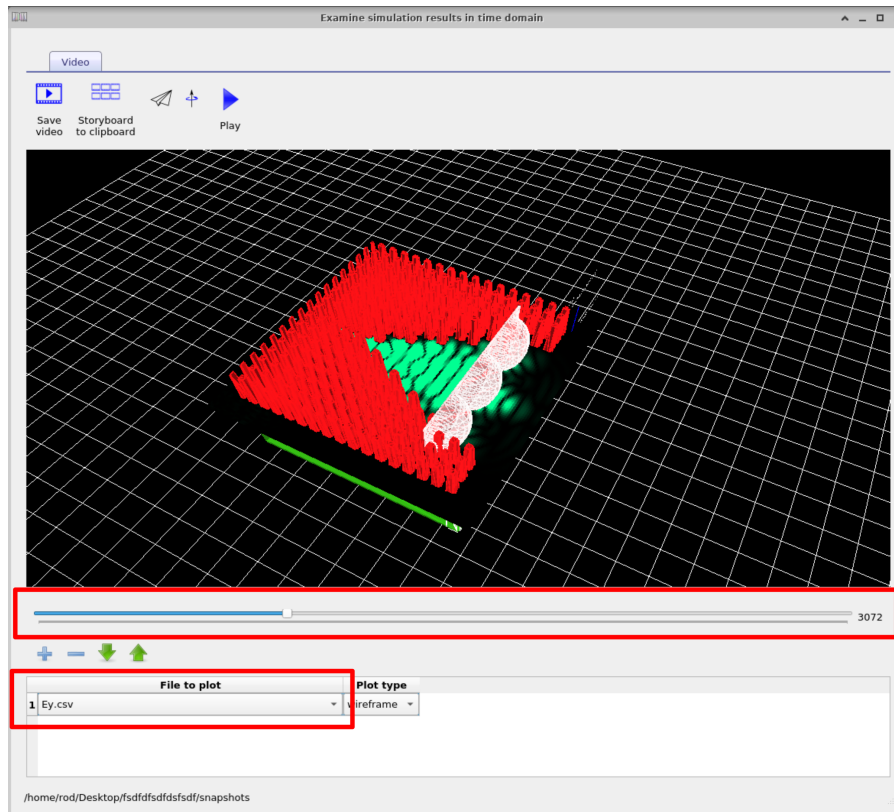 Examine simulation results in time domain
Video
Save video
Storyboard to clipboard
Play
3072
File to plot
Plot type
1 Ey.csv
wireframe
/home/rod/Desktop/fsdfdfsdfdsfsdf/snapshots